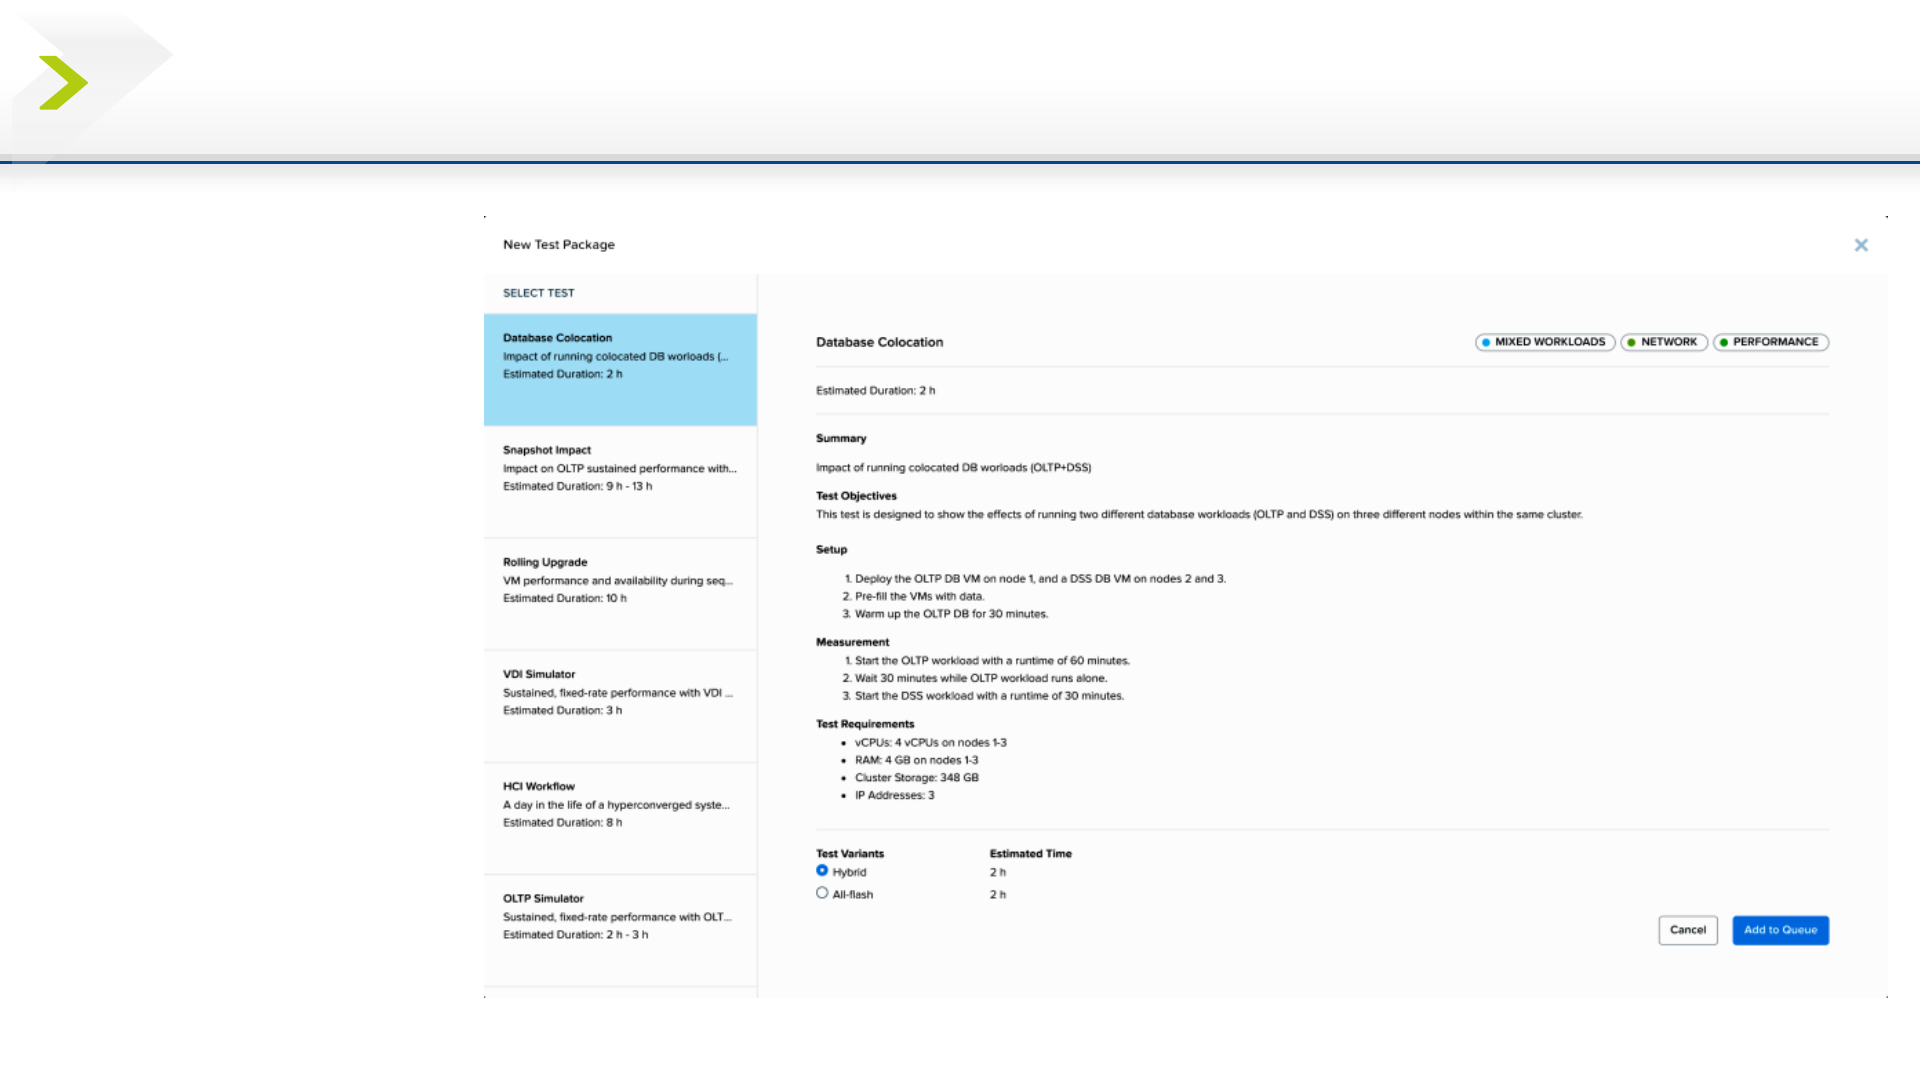 New Test Package
SELECT TEST
Database Colocation
Impact of running colocated DB worloads (...
Estimated Duration: 2 h
Snapshot Impact
Impact on OLTP sustained performance with...
Estimated Duration: 9 h - 13 h
Rolling Upgrade
VM performance and availability during seq...
Estimated Duration: 10 h
VDI Simulator
Sustained, fixed-rate performance with VDI ...
Estimated Duration: 3 h
HCI Workflow
A day in the life of a hyperconverged syste...
Estimated Duration: 8 h
OLTP Simulator
Sustained, fixed-rate performance with OLT...
Estimated Duration: 2 h - 3 h
Database Colocation
MIXED WORKLOADS NETWORK PERFORMANCE
Estimated Duration: 2 h
Summary
Impact of running colocated DB worloads (OLTP+DSS)
Test Objectives
This test is designed to show the effects of running two different database workloads (OLTP and DSS) on three different nodes within the same cluster.
Setup
1. Deploy the OLTP DB VM on node 1, and a DSS DB VM on nodes 2 and 3.
2. Pre-fill the VMs with data.
3. Warm up the OLTP DB for 30 minutes.
Measurement
1. Start the OLTP workload with a runtime of 60 minutes.
2. Wait 30 minutes while OLTP workload runs alone.
3. Start the DSS workload with a runtime of 30 minutes.
Test Requirements
• vCPUs: 4 vCPUs on nodes 1-3
• RAM: 4 GB on nodes 1-3
• Cluster Storage: 348 GB
• IP Addresses: 3
Test Variants Estimated Time
Hybrid 2 h
All-flash 2 h
Cancel Add to Queue